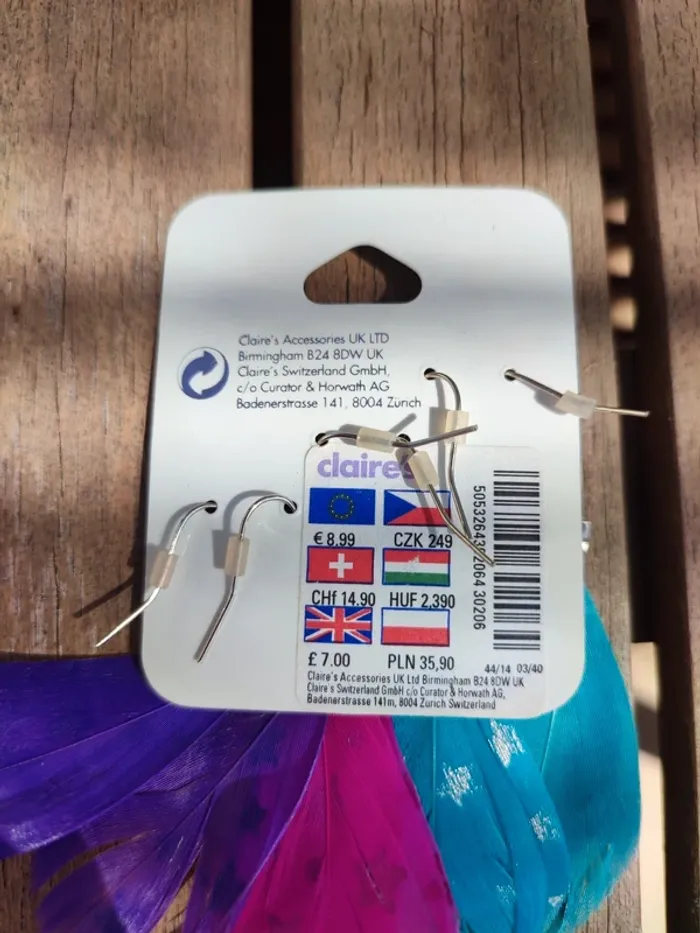 Claire's Accessories UK LTD
Birmingham B24 8DW UK
Claire's Switzerland GmbH,
c/o Curator & Horwath AG
Badenerstrasse 141, 8004 Zurich
claire's
€ 8.99 CZK 249
CHf 14.90 HUF 2,390
£ 7.00 PLN 35,90
44/14 03/40
Claire's Accessories UK Ltd Birmingham B24 8DW UK
Claire's Switzerland GmbH c/o Curator & Horwath AG,
Badenerstrasse 141m, 8004 Zurich Switzerland
2064 30206